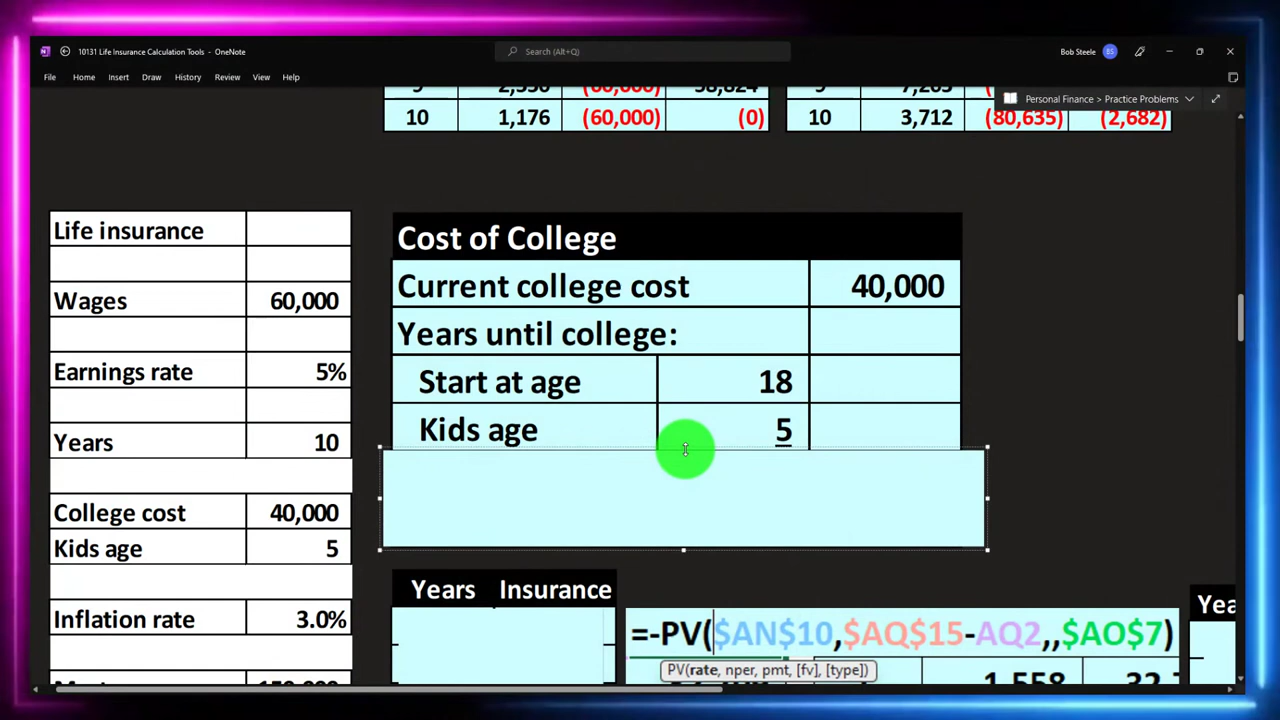 10131 Life Insurance Calculation Tools - OneNote
Search (Alt+Q)
Bob Steele BS
File Home Insert Draw History Review View Help
Personal Finance > Practice Problems
10 1,176 (60,000) (0) 10 3,712 (80,635) (2,682)
Life insurance
Wages 60,000
Earnings rate 5%
Years 10
College cost 40,000
Kids age 5
Inflation rate 3.0%
Cost of College
Current college cost 40,000
Years until college:
Start at age 18
Kids age 5
Years Insurance
=-PV($AN$10,$AQ$15-AQ2,,$AO$7)
PV(rate, nper, pmt, [fv], [type])
1,558